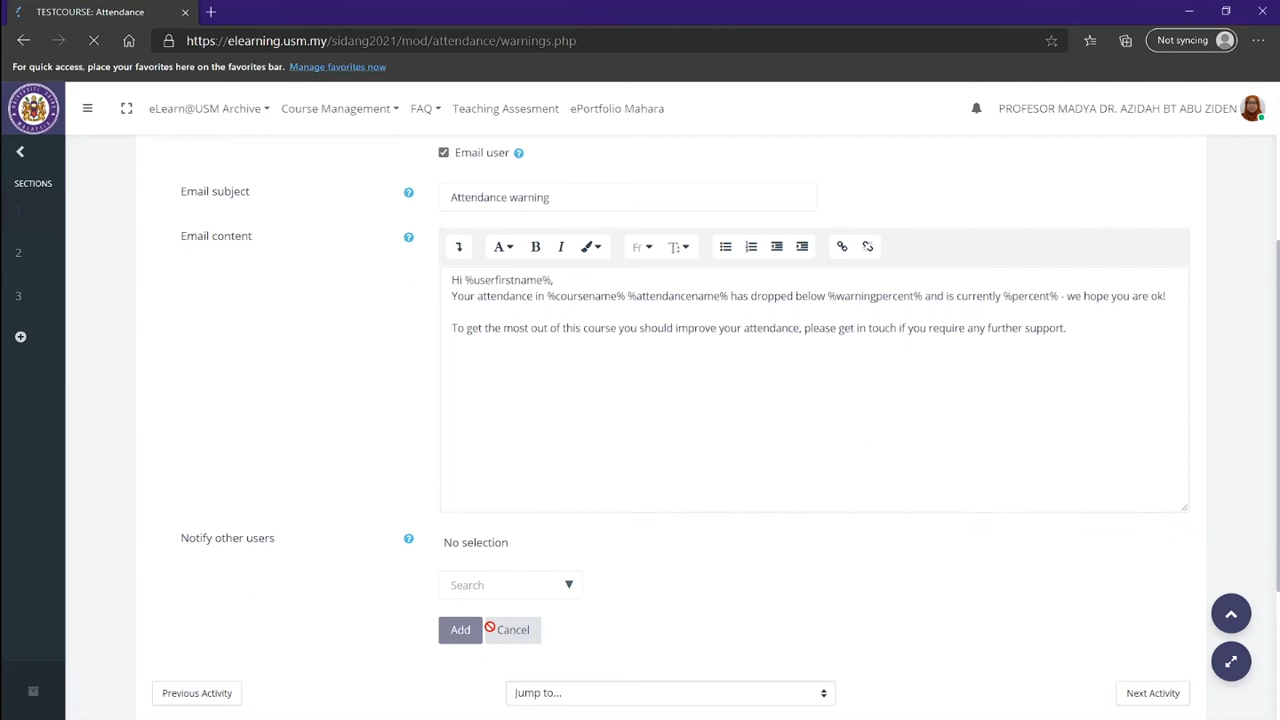 TESTCOURSE: Attendance
https://elearning.usm.my/sidang2021/mod/attendance/warnings.php
Not syncing
For quick access, place your favorites here on the favorites bar. Manage favorites now
eLearn@USM Archive
Course Management
FAQ
Teaching Assesment
ePortfolio Mahara
PROFESOR MADYA DR. AZIDAH BT ABU ZIDEN
SECTIONS
1
2
3
Email user
Email subject
Attendance warning
Email content
Hi %userfirstname%,
Your attendance in %coursename% %attendancename% has dropped below %warningpercent% and is currently %percent% - we hope you are ok!
To get the most out of this course you should improve your attendance, please get in touch if you require any further support.
Notify other users
No selection
Search
Add
Cancel
Previous Activity
Jump to...
Next Activity